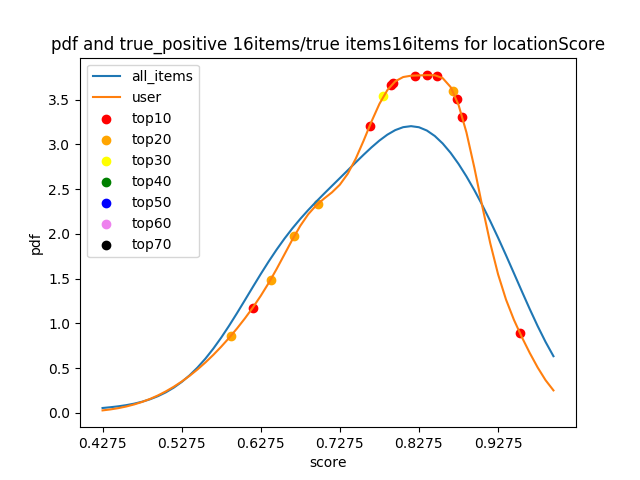 pdf and true_positive 16items/true items16items for locationScore
all_items
user
top10
top20
top30
top40
top50
top60
top70
3.5
3.0
2.5
2.0
1.5
1.0
0.5
0.0
pdf
0.4275 0.5275 0.6275 0.7275 0.8275 0.9275
score